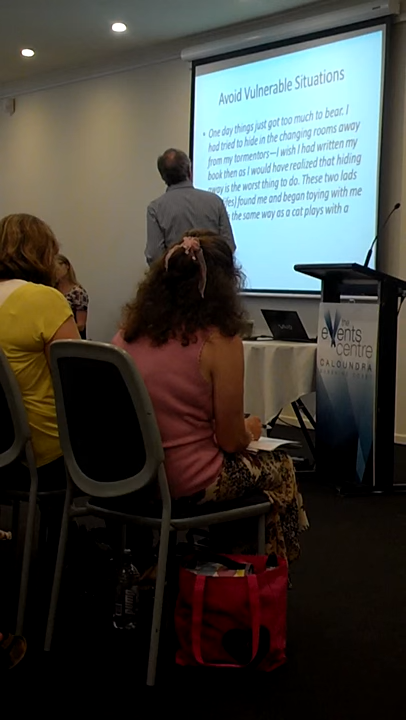 Avoid Vulnerable Situations
• One day things just got too much to bear. I
had tried to hide in the changing rooms away
from my tormentors—I wish I had written my
book then as I would have realized that hiding
away is the worst thing to do. These two lads
found me and began toying with me
the same way as a cat plays with a
THE
eVents
centre
CALOUNDRA